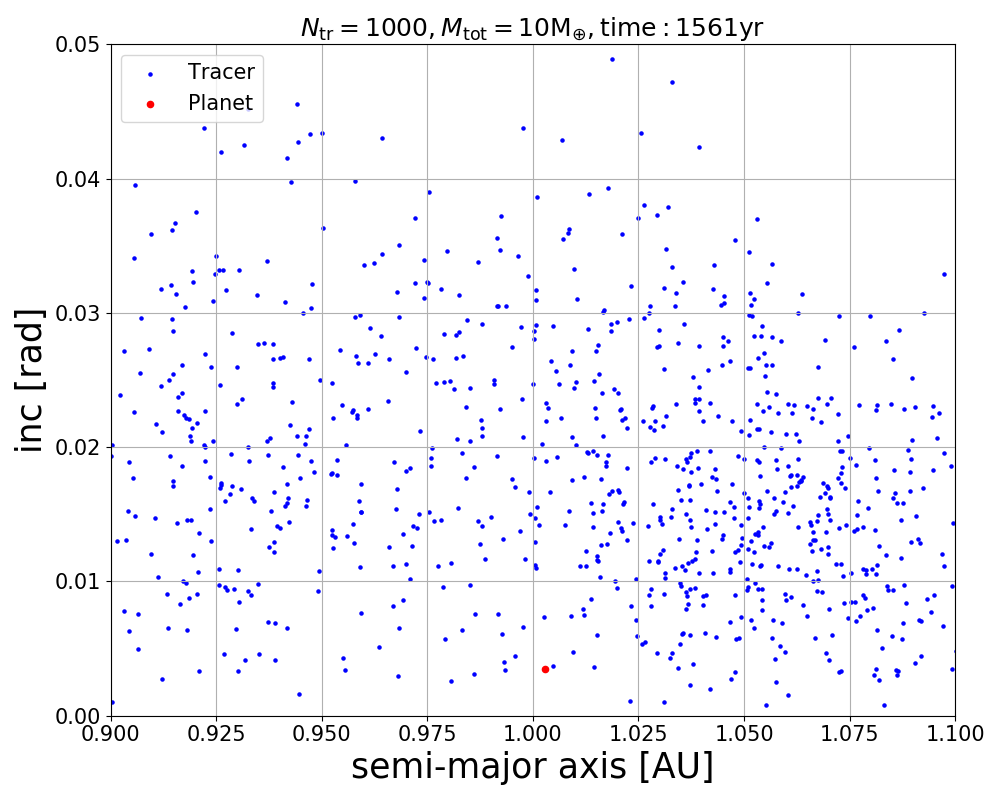 N_tr = 1000, M_tot = 10M_⊕, time : 1561yr
Tracer
Planet
0.05
0.04
0.03
0.02
0.01
0.00
inc [rad]
0.900 0.925 0.950 0.975 1.000 1.025 1.050 1.075 1.100
semi-major axis [AU]